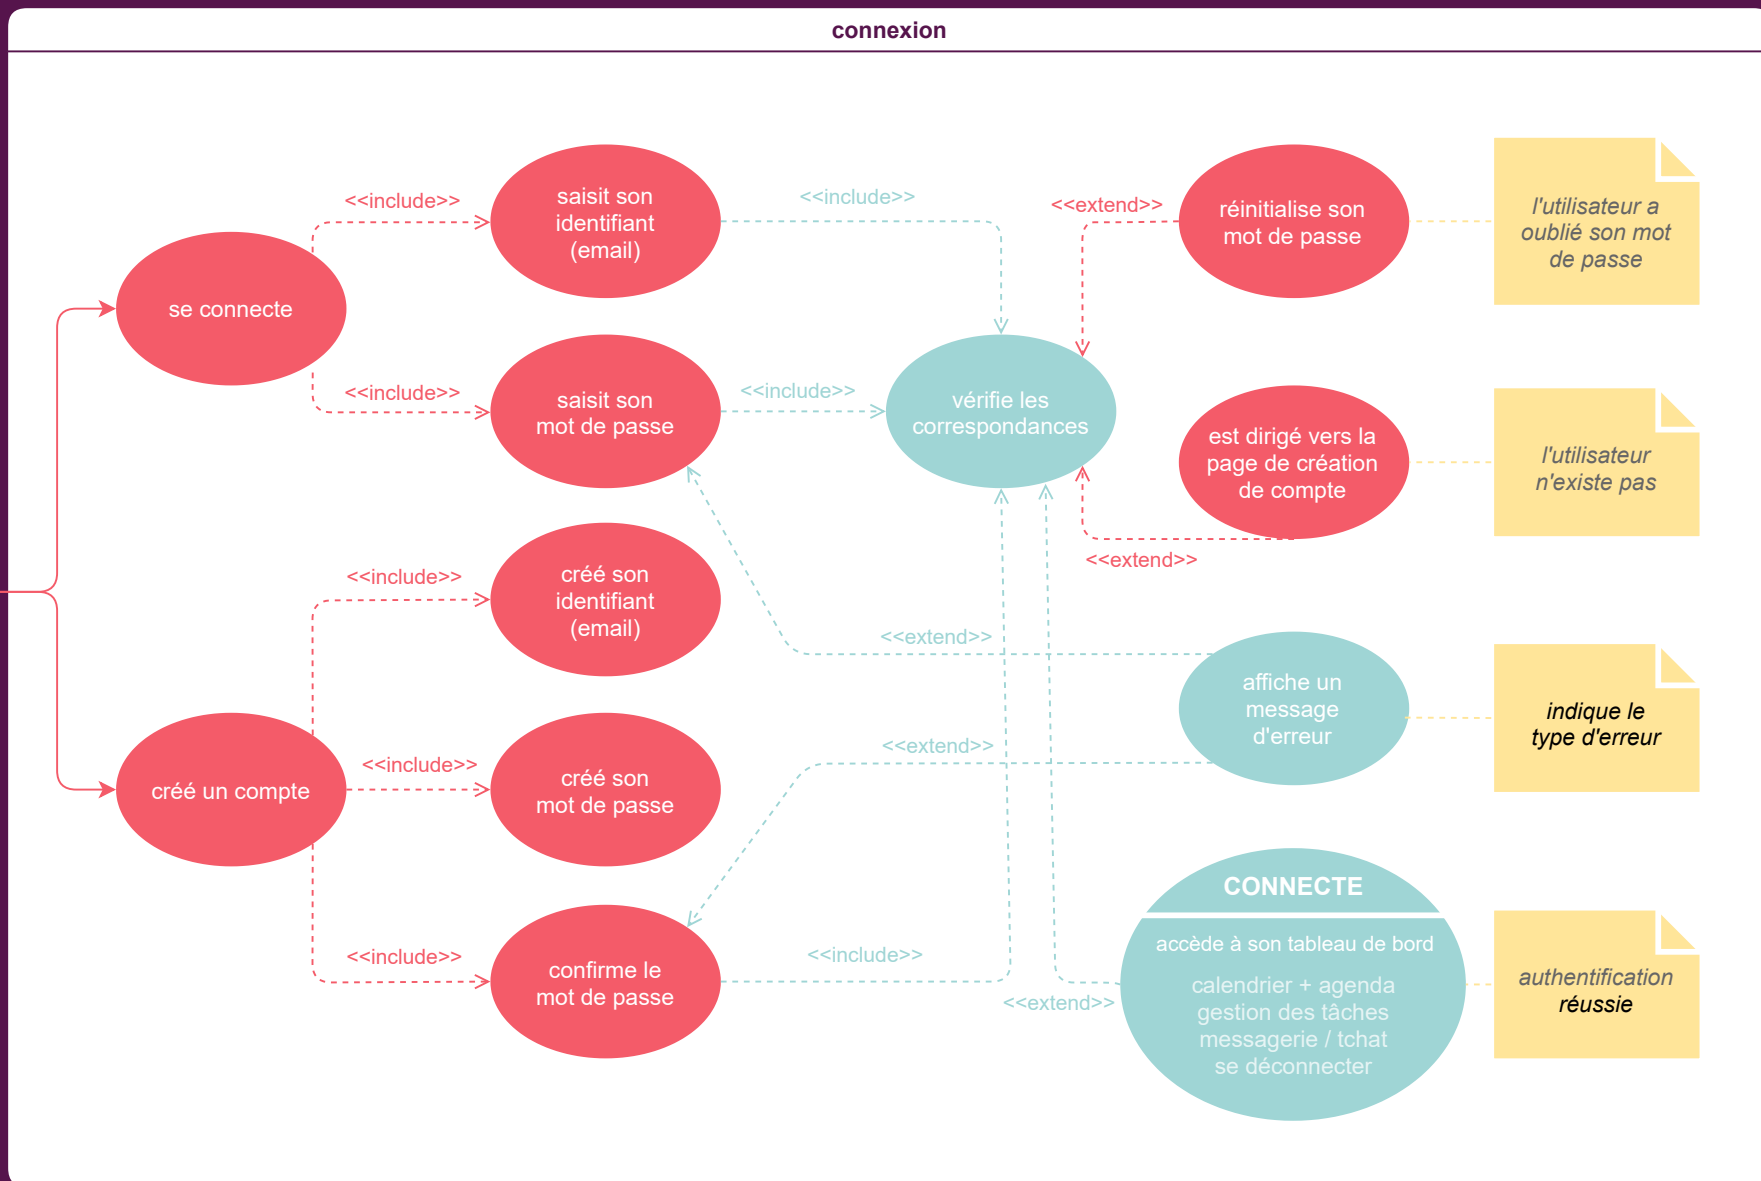 connexion
<<include>>
saisit son
identifiant
(email)
<<include>>
<<extend>>
réinitialise son
mot de passe
l'utilisateur a
oublié son mot
de passe
se connecte
<<include>>
saisit son
mot de passe
<<include>>
vérifie les
correspondances
est dirigé vers la
page de création
de compte
l'utilisateur
n'existe pas
<<extend>>
<<include>>
créé son
identifiant
(email)
<<extend>>
affiche un
message
d'erreur
indique le
type d'erreur
<<extend>>
créé un compte
<<include>>
créé son
mot de passe
<<include>>
confirme le
mot de passe
<<include>>
<<extend>>
CONNECTE
accède à son tableau de bord
calendrier + agenda
gestion des tâches
messagerie / tchat
se déconnecter
authentification
réussie